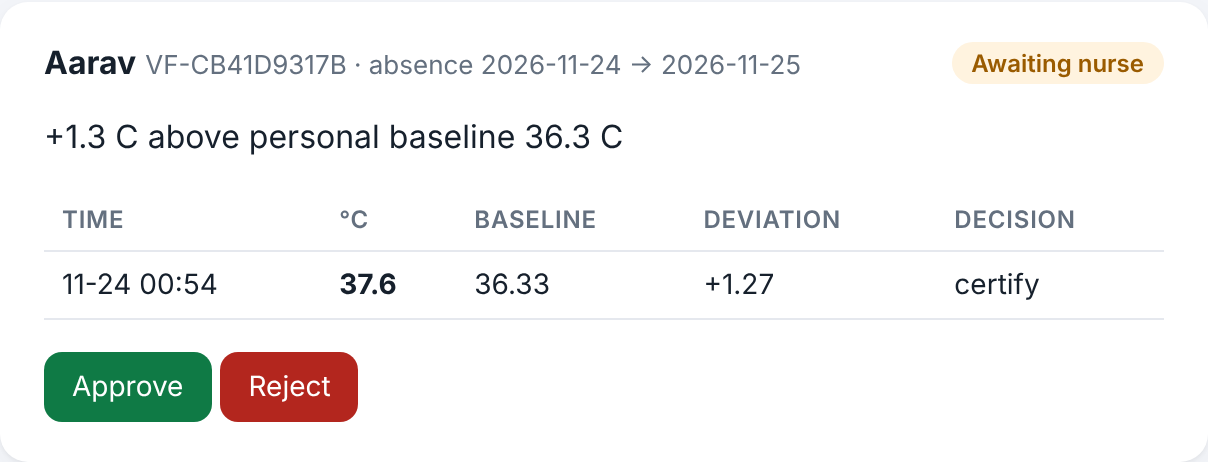 Aarav VF-CB41D9317B · absence 2026-11-24 → 2026-11-25 Awaiting nurse
+1.3 C above personal baseline 36.3 C
TIME °C BASELINE DEVIATION DECISION
11-24 00:54 37.6 36.33 +1.27 certify
Approve Reject